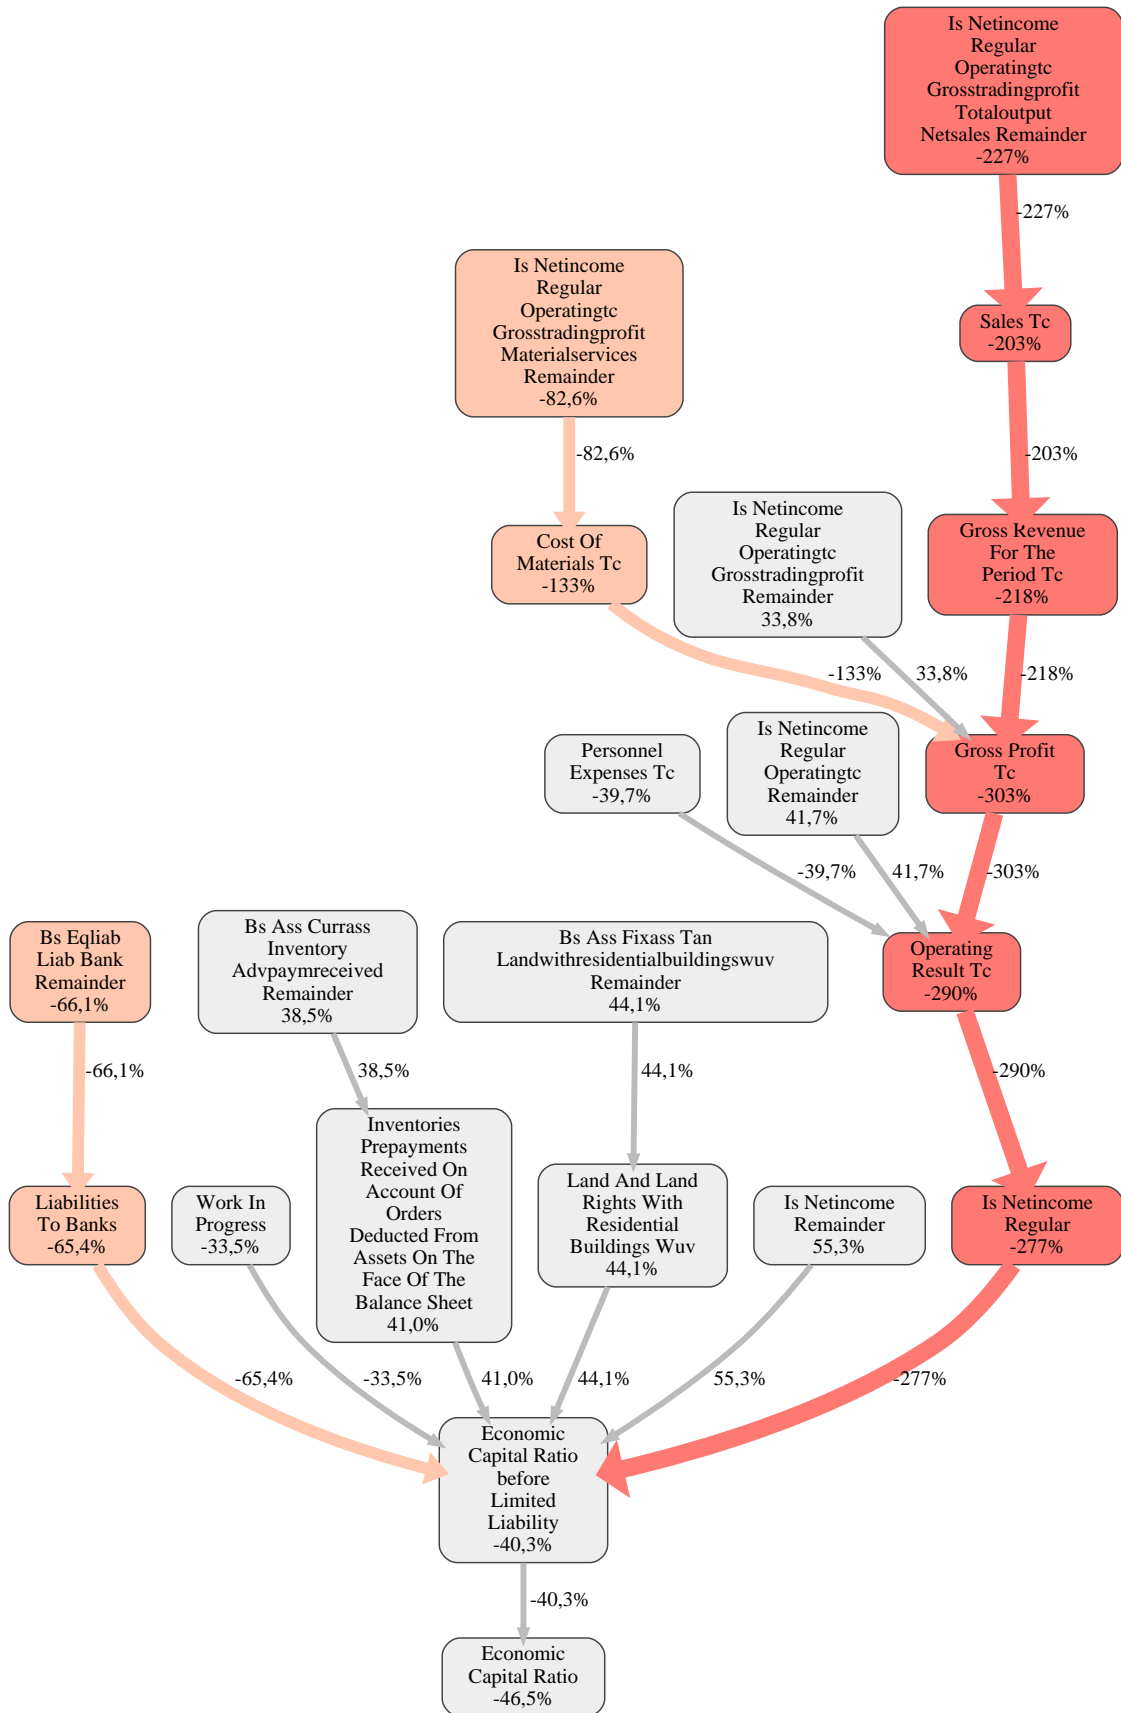 Is Netincome
Regular
Operatingtc
Grosstradingprofit
Totaloutput
Netsales Remainder
-227%
-227%
Is Netincome
Regular
Operatingtc
Grosstradingprofit
Materialservices
Remainder
-82,6%
Sales Tc
-203%
-82,6%
-203%
Is Netincome
Regular
Operatingtc
Grosstradingprofit
Remainder
33,8%
Cost Of
Materials Tc
-133%
Gross Revenue
For The
Period Tc
-218%
-133%
33,8%
-218%
Personnel
Expenses Tc
-39,7%
Is Netincome
Regular
Operatingtc
Remainder
41,7%
Gross Profit
Tc
-303%
-39,7%
41,7%
-303%
Bs Eqliab
Liab Bank
Remainder
-66,1%
Bs Ass Currass
Inventory
Advpaymreceived
Remainder
38,5%
Bs Ass Fixass Tan
Landwithresidentialbuildingswuv
Remainder
44,1%
Operating
Result Tc
-290%
-66,1%
38,5%
44,1%
-290%
Liabilities
To Banks
-65,4%
Work In
Progress
-33,5%
Inventories
Prepayments
Received On
Account Of
Orders
Deducted From
Assets On The
Face Of The
Balance Sheet
41,0%
Land And Land
Rights With
Residential
Buildings Wuv
44,1%
Is Netincome
Remainder
55,3%
Is Netincome
Regular
-277%
-65,4%
-33,5%
41,0%
44,1%
55,3%
-277%
Economic
Capital Ratio
before
Limited
Liability
-40,3%
-40,3%
Economic
Capital Ratio
-46,5%